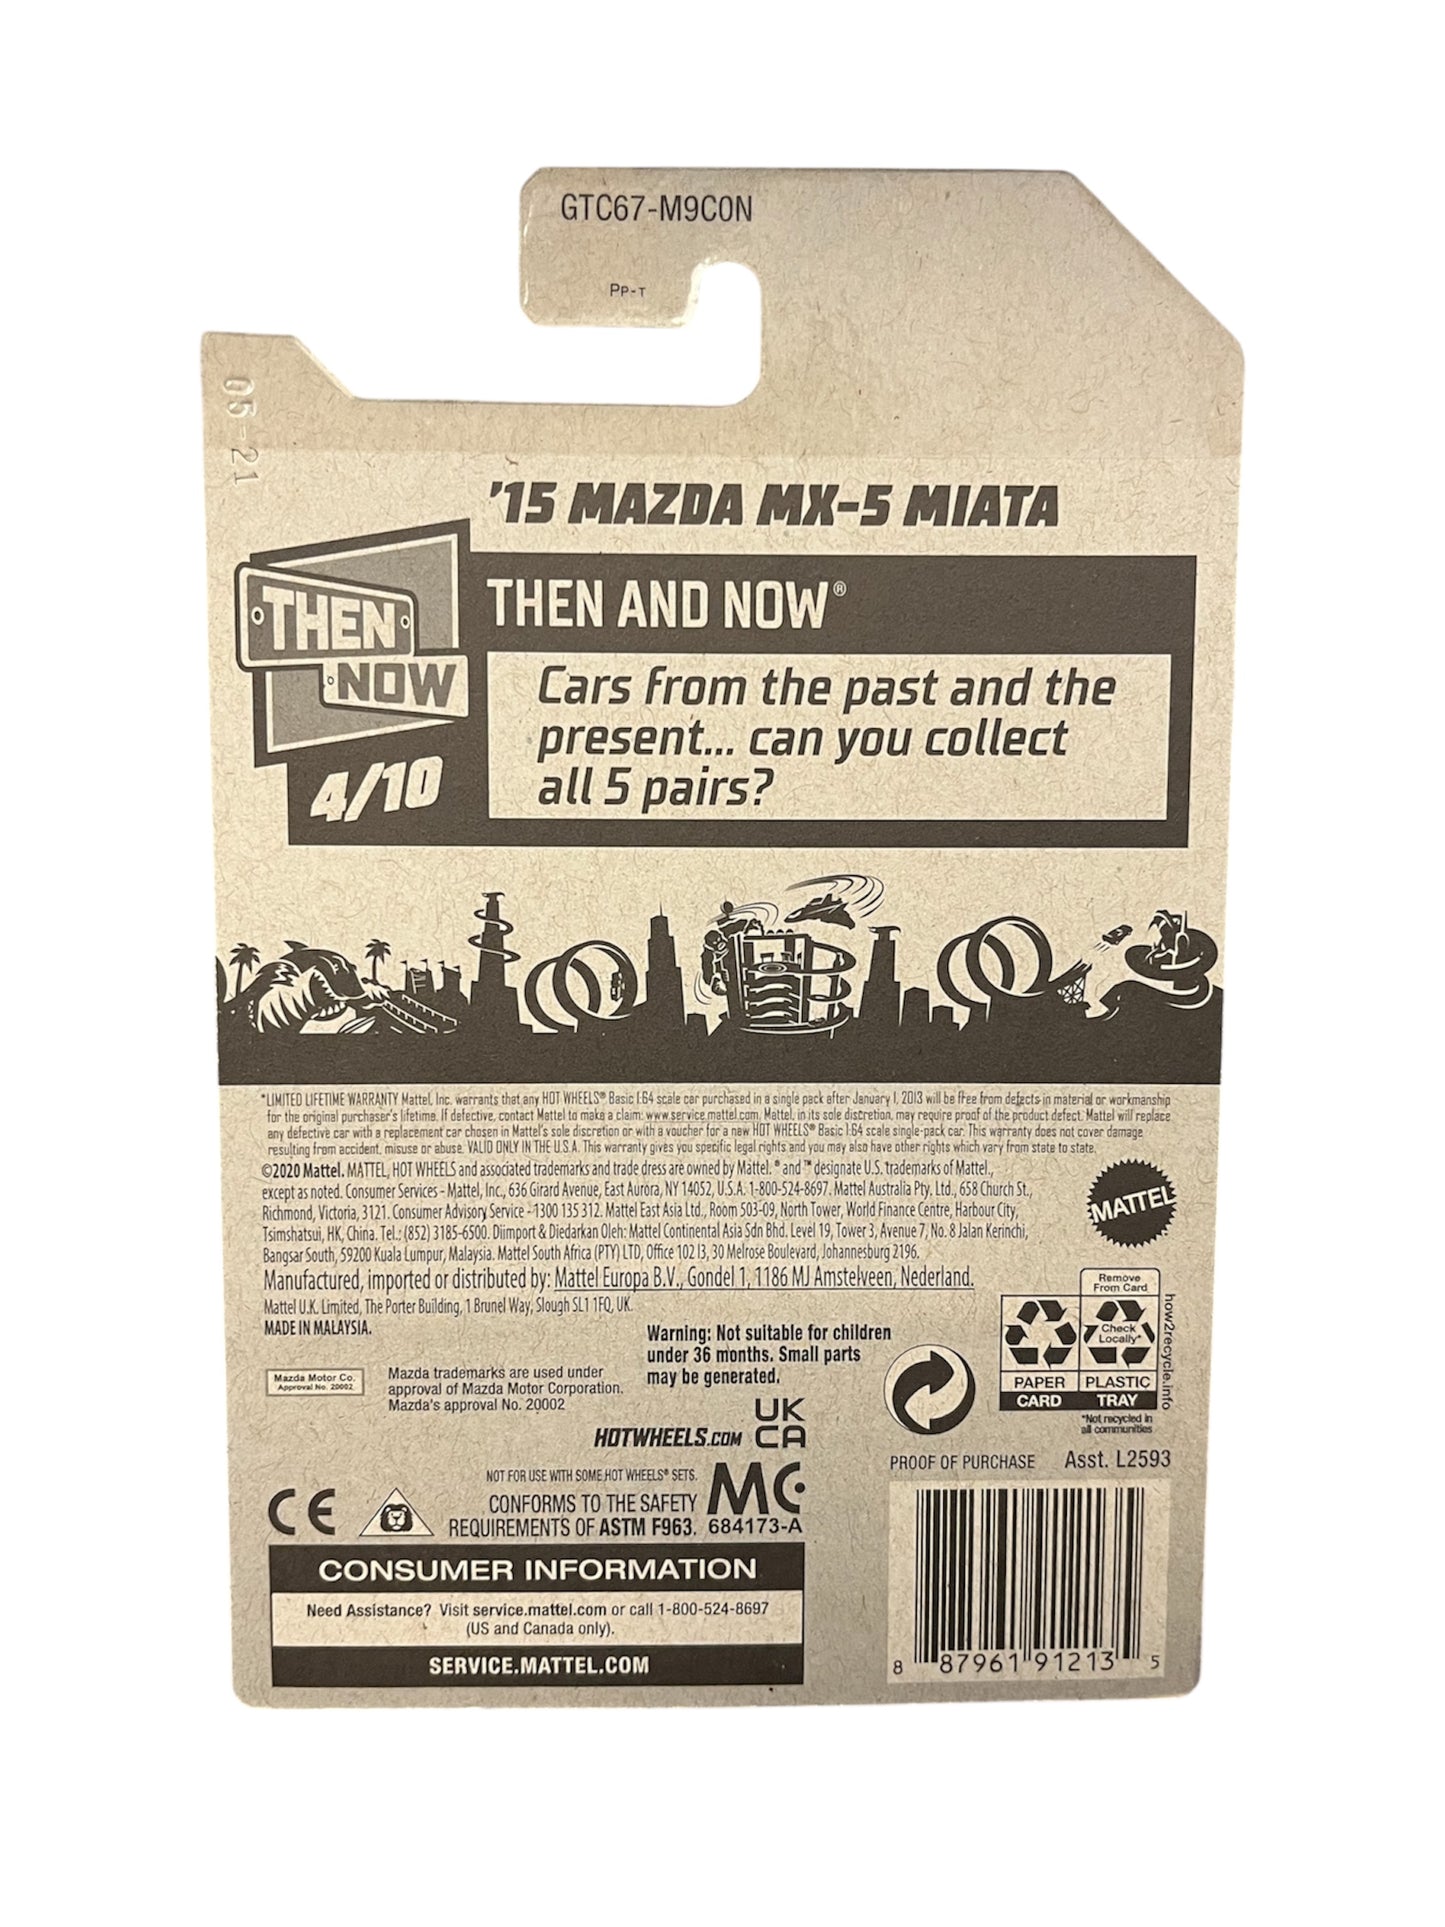 GTC67-M9C0N
Pp-T
05-21
'15 MAZDA MX-5 MIATA
THEN AND NOW®
THEN
NOW
4/10
Cars from the past and the
present... can you collect
all 5 pairs?
*LIMITED LIFETIME WARRANTY Mattel, Inc. warrants that any HOT WHEELS® Basic 1:64 scale car purchased in a single pack after January 1, 2013 will be free from defects in material or workmanship
for the original purchaser's lifetime. If defective, contact Mattel to make a claim: www.service.mattel.com. Mattel, in its sole discretion, may require proof of the product defect. Mattel will replace
any defective car with a replacement car chosen in Mattel's sole discretion or with a voucher for a new HOT WHEELS® Basic 1:64 scale single-pack car. This warranty does not cover damage
resulting from accident, misuse or abuse. VALID ONLY IN THE U.S.A. This warranty gives you specific legal rights and you may also have other rights which vary from state to state.
©2020 Mattel. MATTEL, HOT WHEELS and associated trademarks and trade dress are owned by Mattel. ® and ™ designate U.S. trademarks of Mattel.,
except as noted. Consumer Services - Mattel, Inc., 636 Girard Avenue, East Aurora, NY 14052, U.S.A. 1-800-524-8697. Mattel Australia Pty. Ltd., 658 Church St.,
Richmond, Victoria, 3121. Consumer Advisory Service - 1300 135 312. Mattel East Asia Ltd., Room 503-09, North Tower, World Finance Centre, Harbour City,
Tsimshatsui, HK, China. Tel.: (852) 3185-6500. Diimport & Diedarkan Oleh: Mattel Continental Asia Sdn Bhd. Level 19, Tower 3, Avenue 7, No. 8 Jalan Kerinchi,
Bangsar South, 59200 Kuala Lumpur, Malaysia. Mattel South Africa (PTY) LTD, Office 102 I3, 30 Melrose Boulevard, Johannesburg 2196.
Manufactured, imported or distributed by: Mattel Europa B.V., Gondel 1, 1186 MJ Amstelveen, Nederland.
Mattel U.K. Limited, The Porter Building, 1 Brunel Way, Slough SL1 1FQ, UK.
MADE IN MALAYSIA.
MATTEL
Warning: Not suitable for children
under 36 months. Small parts
may be generated.
Mazda Motor Co.
Approval No. 20002
Mazda trademarks are used under
approval of Mazda Motor Corporation.
Mazda's approval No. 20002
Remove
From Card
Check
Locally*
PAPER
PLASTIC
CARD
TRAY
how2recycle.info
*Not recycled in
all communities
HOTWHEELS.COM
UK
CA
PROOF OF PURCHASE
Asst. L2593
NOT FOR USE WITH SOME HOT WHEELS® SETS.
CONFORMS TO THE SAFETY
REQUIREMENTS OF ASTM F963.
CE
MC
684173-A
CONSUMER INFORMATION
Need Assistance? Visit service.mattel.com or call 1-800-524-8697
(US and Canada only).
SERVICE.MATTEL.COM
8 87961 91213 5